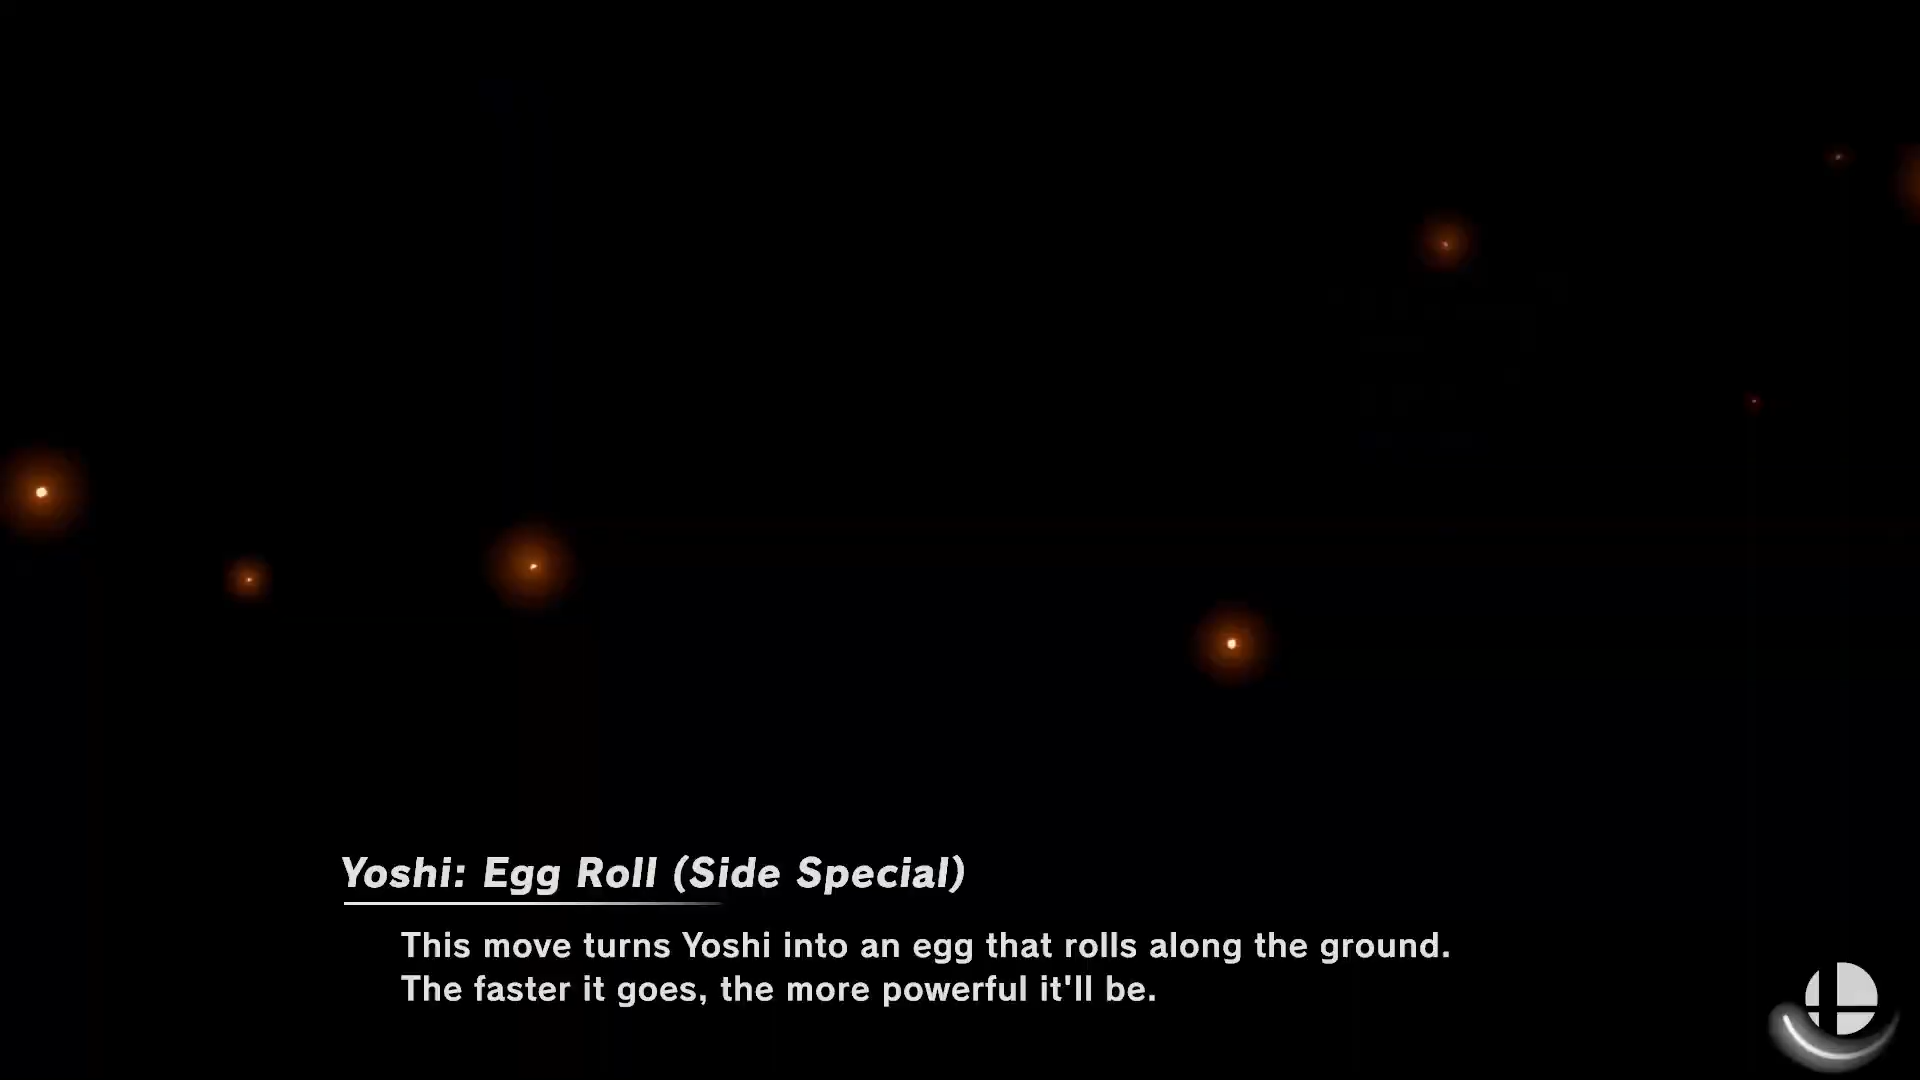 Yoshi: Egg Roll (Side Special)
This move turns Yoshi into an egg that rolls along the ground.
The faster it goes, the more powerful it'll be.